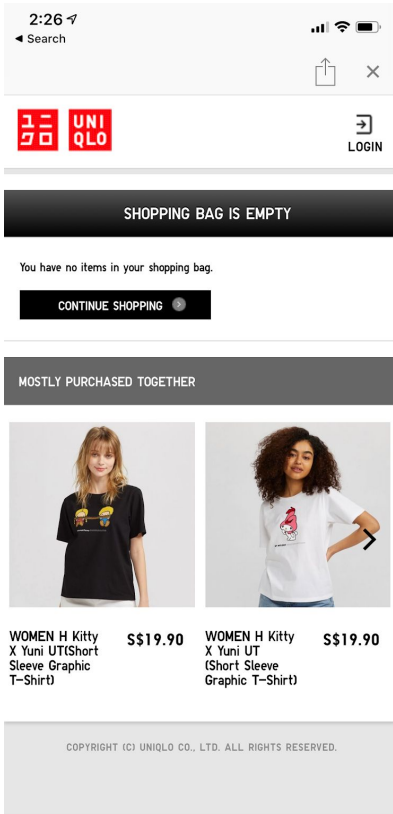 2:26
◀ Search
ユニ
クロ
UNI
QLO
LOGIN
SHOPPING BAG IS EMPTY
You have no items in your shopping bag.
CONTINUE SHOPPING
MOSTLY PURCHASED TOGETHER
WOMEN H Kitty
X Yuni UT(Short
Sleeve Graphic
T-Shirt)
S$19.90
WOMEN H Kitty
X Yuni UT
(Short Sleeve
Graphic T-Shirt)
S$19.90
COPYRIGHT (C) UNIQLO CO., LTD. ALL RIGHTS RESERVED.